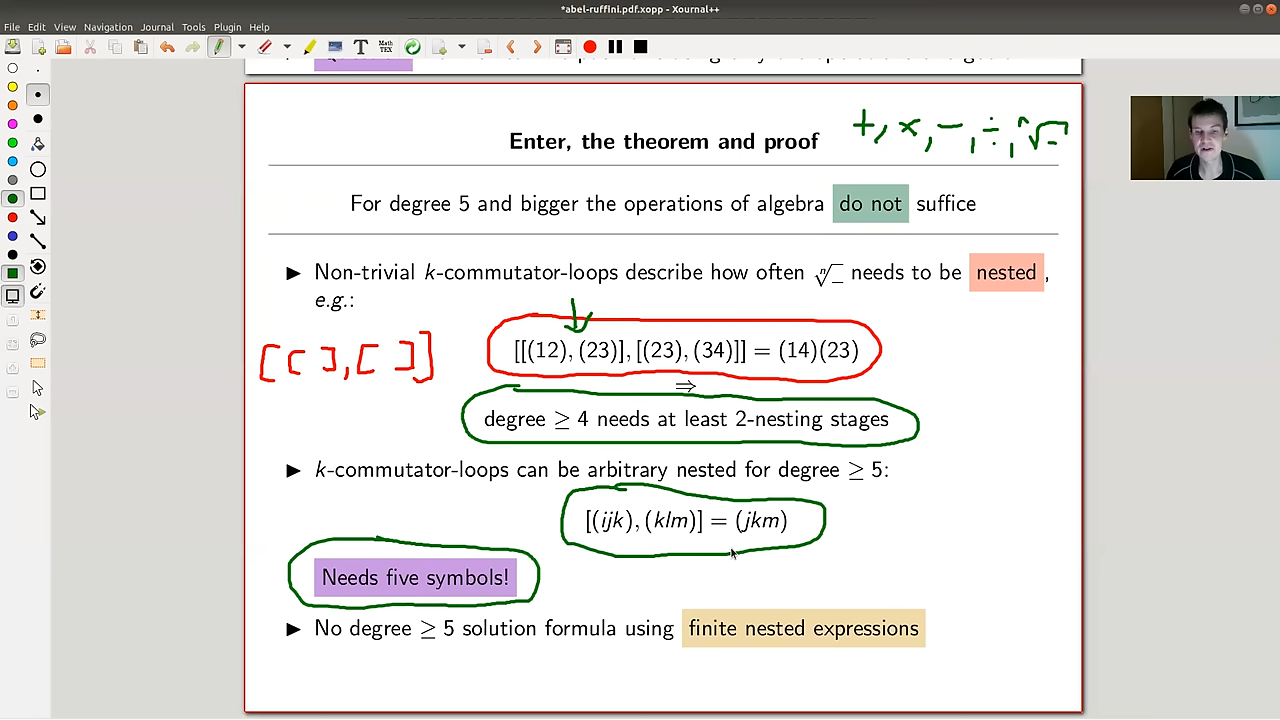 *abel-ruffini.pdf.xopp - Xournal++
File Edit View Navigation Journal Tools Plugin Help
Enter, the theorem and proof
+, ×, −, ÷, ⁿ√−
For degree 5 and bigger the operations of algebra do not suffice
► Non-trivial k-commutator-loops describe how often ⁿ√− needs to be nested,
e.g.:
[[ ], [ ]]
[[(12), (23)], [(23), (34)]] = (14)(23)
⇒
degree ≥ 4 needs at least 2-nesting stages
► k-commutator-loops can be arbitrary nested for degree ≥ 5:
[(ijk), (klm)] = (jkm)
Needs five symbols!
► No degree ≥ 5 solution formula using finite nested expressions